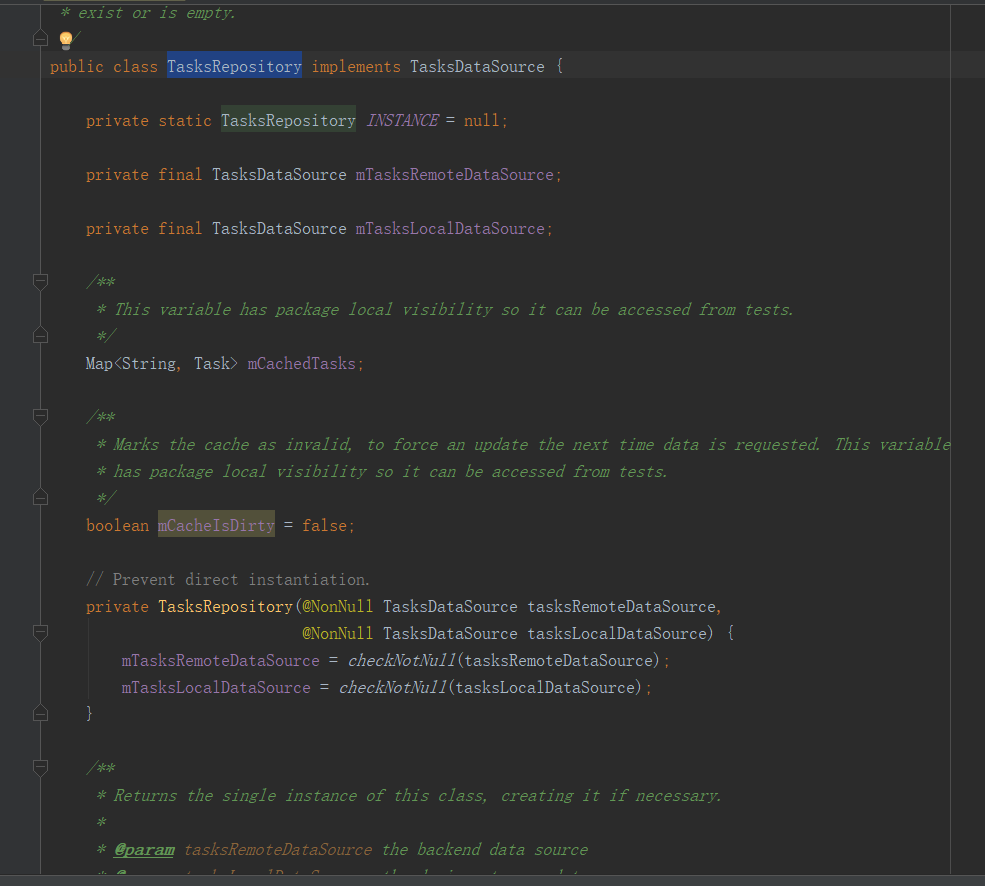 * exist or is empty.
*/
public class TasksRepository implements TasksDataSource {
private static TasksRepository INSTANCE = null;
private final TasksDataSource mTasksRemoteDataSource;
private final TasksDataSource mTasksLocalDataSource;
/**
* This variable has package local visibility so it can be accessed from tests.
*/
Map<String, Task> mCachedTasks;
/**
* Marks the cache as invalid, to force an update the next time data is requested. This variable
* has package local visibility so it can be accessed from tests.
*/
boolean mCacheIsDirty = false;
// Prevent direct instantiation.
private TasksRepository(@NonNull TasksDataSource tasksRemoteDataSource,
@NonNull TasksDataSource tasksLocalDataSource) {
mTasksRemoteDataSource = checkNotNull(tasksRemoteDataSource);
mTasksLocalDataSource = checkNotNull(tasksLocalDataSource);
}
/**
* Returns the single instance of this class, creating it if necessary.
*
* @param tasksRemoteDataSource the backend data source